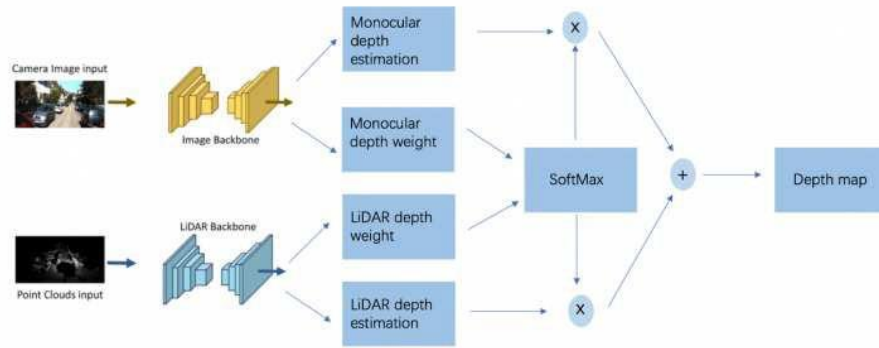 Camera Image input
Image Backbone
Monocular
depth
estimation
X
Monocular
depth weight
SoftMax
+
Depth map
LiDAR Backbone
LiDAR depth
weight
Point Clouds input
LiDAR depth
estimation
X